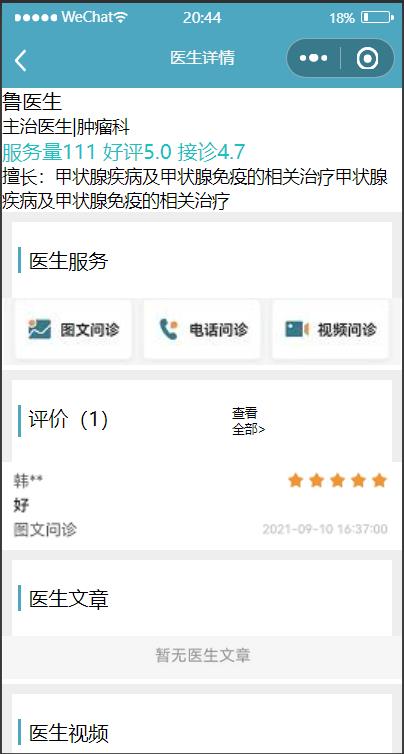 WeChat 20:44 18%
医生详情
鲁医生
主治医生|肿瘤科
服务量111 好评5.0 接诊4.7
擅长：甲状腺疾病及甲状腺免疫的相关治疗甲状腺
疾病及甲状腺免疫的相关治疗
医生服务
图文问诊 电话问诊 视频问诊
评价（1）
查看
全部>
韩**
好
图文问诊 2021-09-10 16:37:00
医生文章
暂无医生文章
医生视频